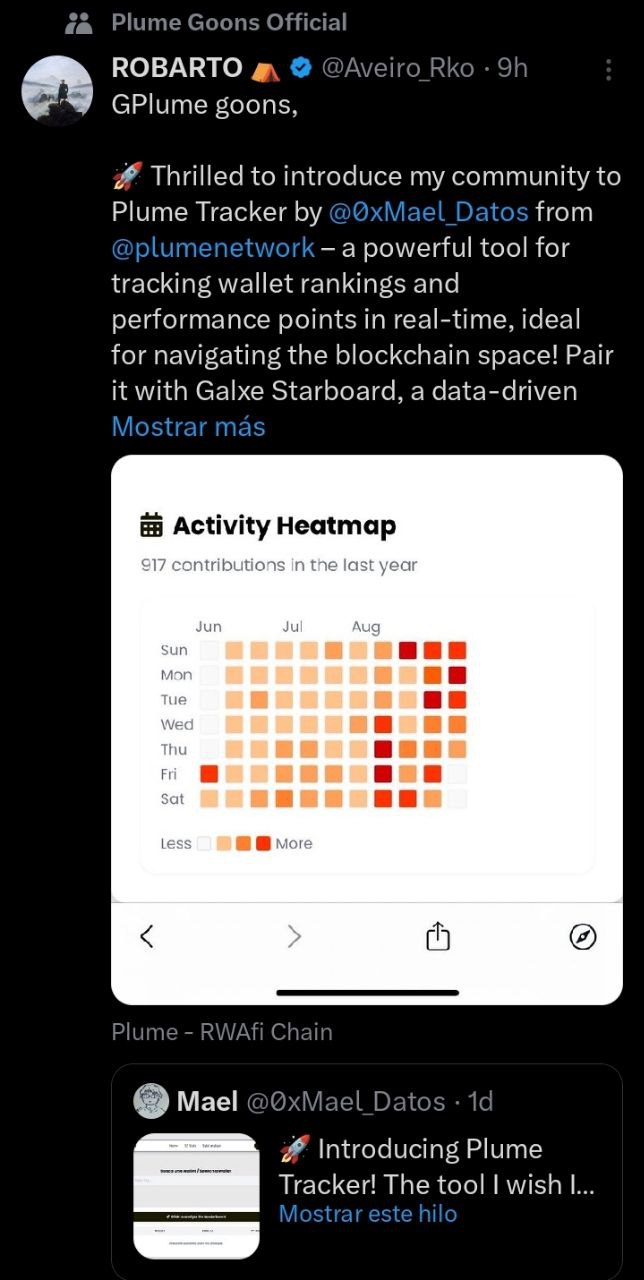 Plume Goons Official
ROBARTO ⛺ @Aveiro_Rko · 9h
GPlume goons,
🚀 Thrilled to introduce my community to
Plume Tracker by @0xMael_Datos from
@plumenetwork – a powerful tool for
tracking wallet rankings and
performance points in real-time, ideal
for navigating the blockchain space! Pair
it with Galxe Starboard, a data-driven
Mostrar más
Activity Heatmap
917 contributions in the last year
Jun Jul Aug
Sun
Mon
Tue
Wed
Thu
Fri
Sat
Less More
Plume - RWAfi Chain
Mael @0xMael_Datos · 1d
🚀 Introducing Plume
Tracker! The tool I wish I...
Mostrar este hilo